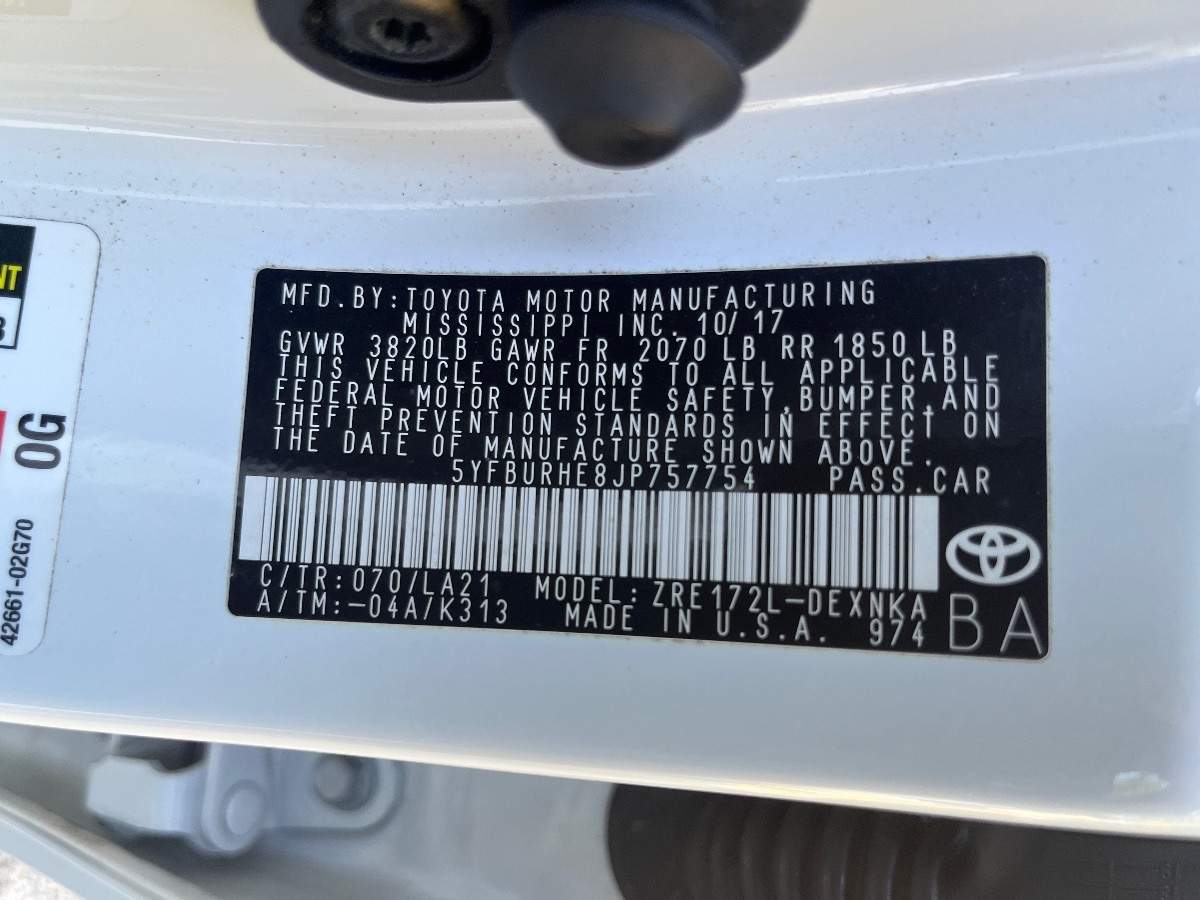 NT
3
0G
42661-02G70
MFD.BY:TOYOTA MOTOR MANUFACTURING
MISSISSIPPI INC. 10/17
GVWR 3820LB GAWR FR 2070 LB RR 1850 LB
THIS VEHICLE CONFORMS TO ALL APPLICABLE
FEDERAL MOTOR VEHICLE SAFETY,BUMPER,AND
THEFT PREVENTION STANDARDS IN EFFECT ON
THE DATE OF MANUFACTURE SHOWN ABOVE.
5YFBURHE8JP757754 PASS.CAR
C/TR:070/LA21 MODEL:ZRE172L-DEXNKA
A/TM:-04A/K313 MADE IN U.S.A. 974
BA